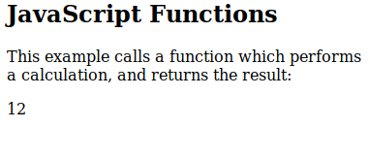 JavaScript Functions
This example calls a function which performs
a calculation, and returns the result:
12